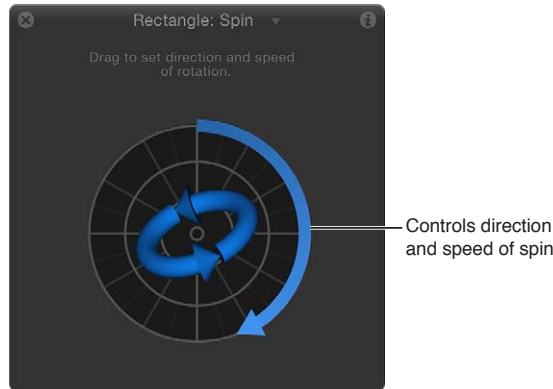 Rectangle: Spin
Drag to set direction and speed
of rotation.
Controls direction
and speed of spin